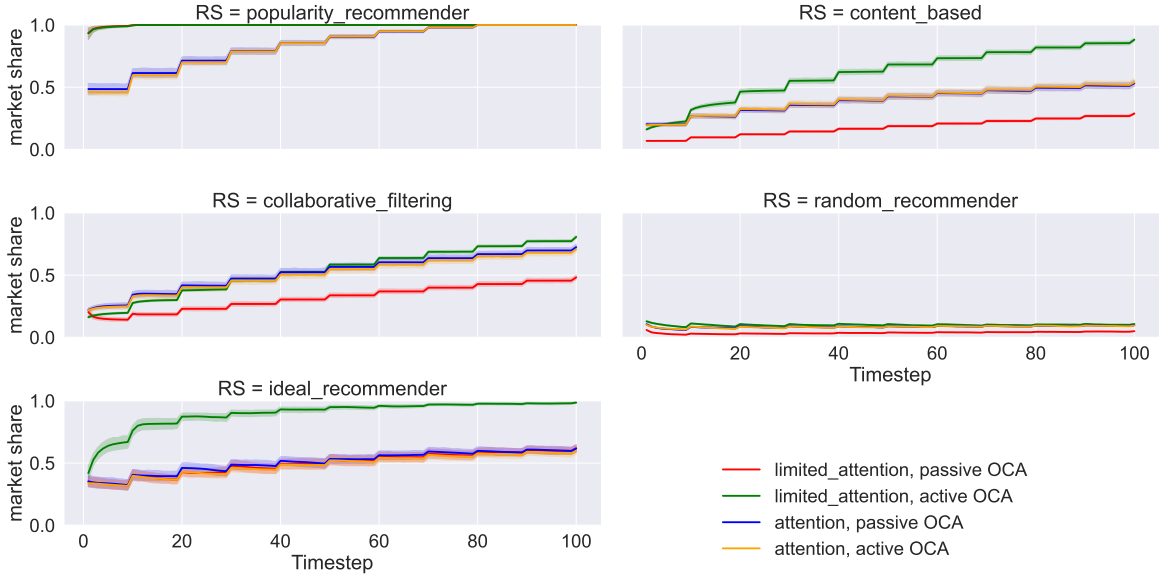 RS = popularity_recommender
market share
1.0
0.5
0.0
RS = content_based
RS = collaborative_filtering
market share
1.0
0.5
0.0
RS = random_recommender
0 20 40 60 80 100
Timestep
RS = ideal_recommender
market share
1.0
0.5
0.0
0 20 40 60 80 100
Timestep
limited_attention, passive OCA
limited_attention, active OCA
attention, passive OCA
attention, active OCA